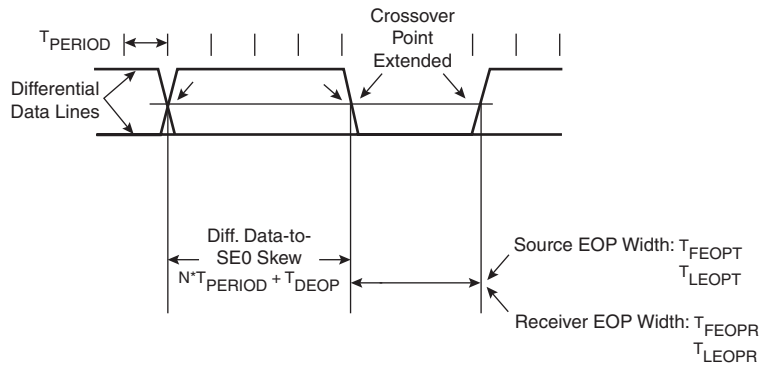 Crossover
Point
Extended
TPERIOD
Differential
Data Lines
Diff. Data-to-
SE0 Skew
N*TPERIOD + TDEOP
Source EOP Width: TFEOPT
TLEOPT
Receiver EOP Width: TFEOPR
TLEOPR